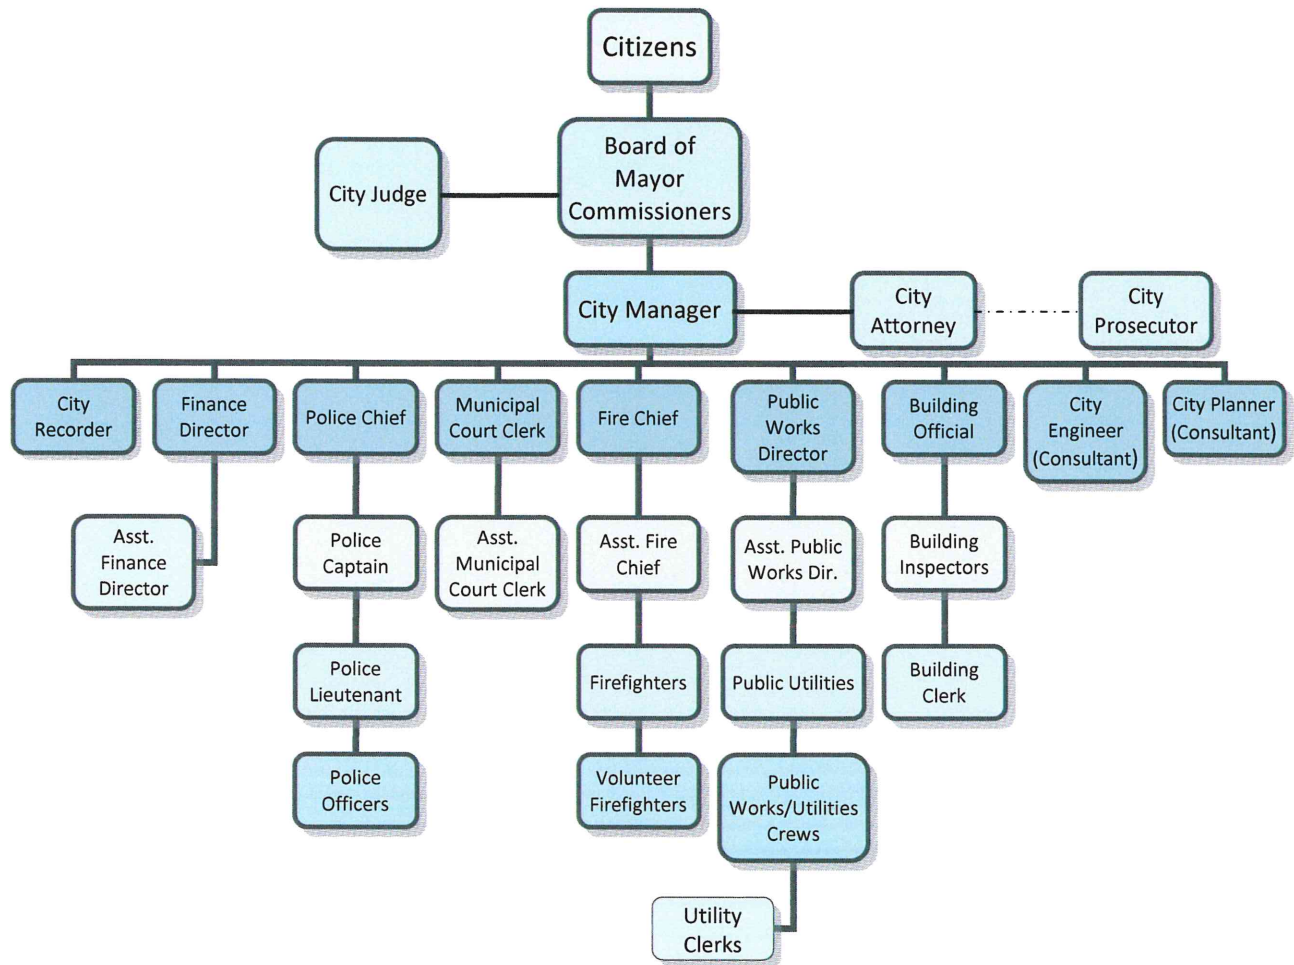 Citizens
Board of
Mayor
Commissioners
City Judge
City Manager
City
Attorney
City
Prosecutor
City
Recorder
Finance
Director
Police Chief
Municipal
Court Clerk
Fire Chief
Public
Works
Director
Building
Official
City
Engineer
(Consultant)
City Planner
(Consultant)
Asst.
Finance
Director
Police
Captain
Asst.
Municipal
Court Clerk
Asst. Fire
Chief
Asst. Public
Works Dir.
Building
Inspectors
Police
Lieutenant
Firefighters
Public Utilities
Building
Clerk
Police
Officers
Volunteer
Firefighters
Public
Works/Utilities
Crews
Utility
Clerks